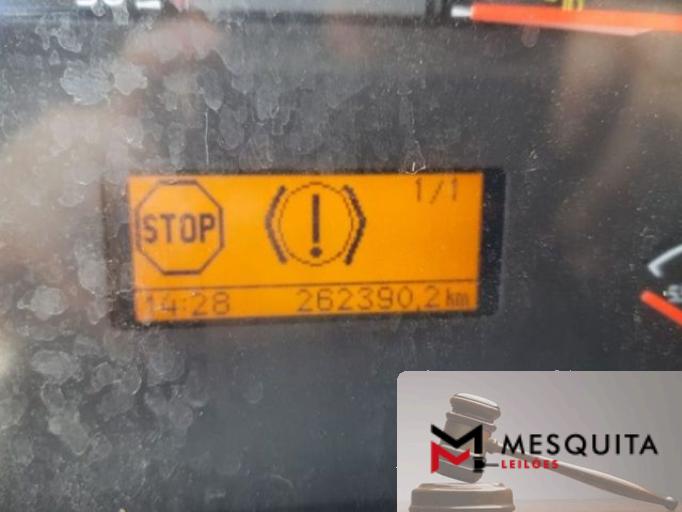 1/1
STOP
!
14:28 262390,2 km
MESQUITA
LEILÕES